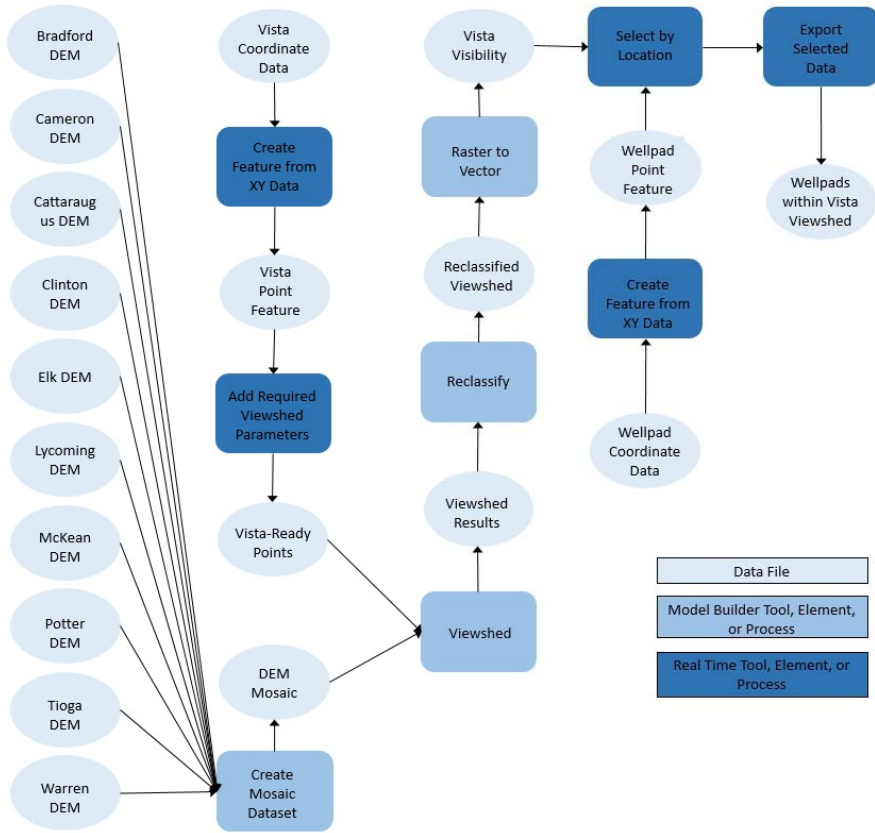 Bradford
DEM
Cameron
DEM
Cattaraug
us DEM
Clinton
DEM
Elk DEM
Lycoming
DEM
McKean
DEM
Potter
DEM
Tioga
DEM
Warren
DEM
Vista
Coordinate
Data
Create
Feature from
XY Data
Vista
Point
Feature
Add Required
Viewshed
Parameters
Vista-Ready
Points
DEM
Mosaic
Create
Mosaic
Dataset
Vista
Visibility
Raster to
Vector
Reclassified
Viewshed
Reclassify
Viewshed
Results
Viewshed
Select by
Location
Wellpad
Point
Feature
Create
Feature from
XY Data
Wellpad
Coordinate
Data
Export
Selected
Data
Wellpads
within Vista
Viewshed
Data File
Model Builder Tool, Element,
or Process
Real Time Tool, Element, or
Process